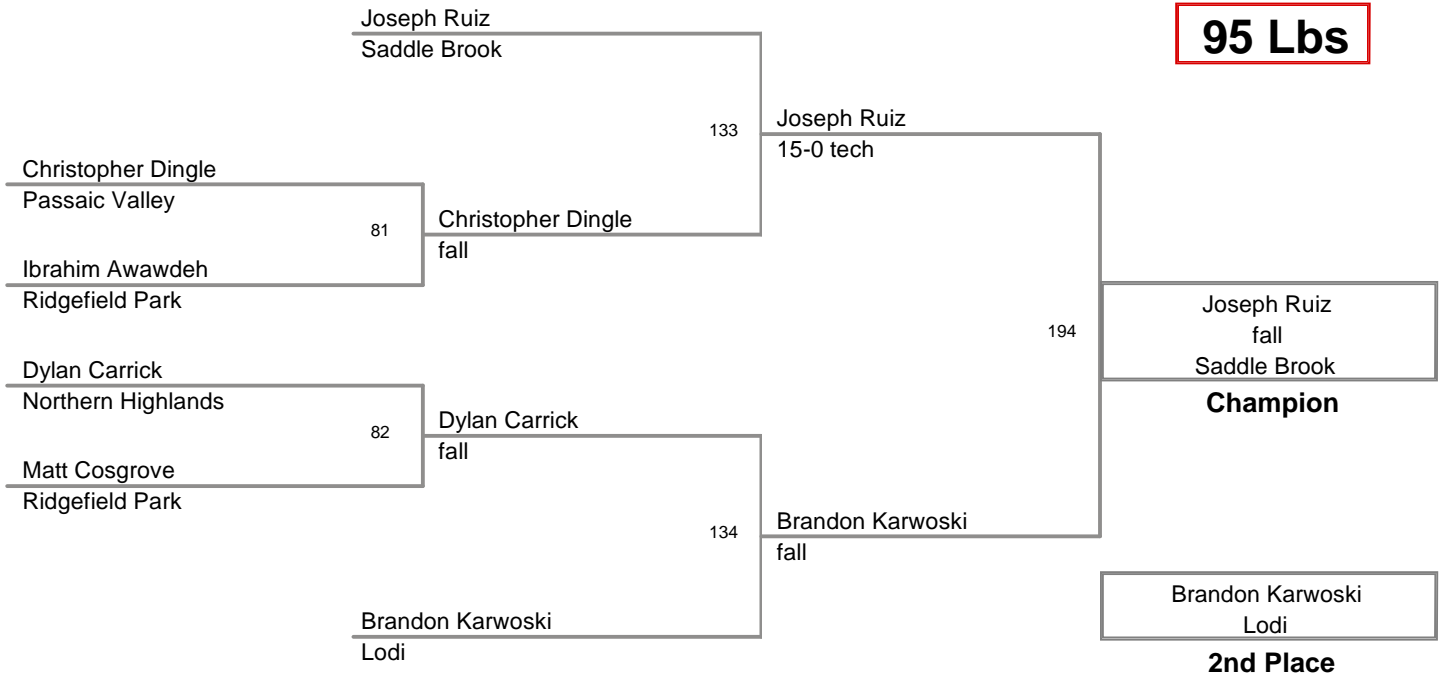 Joseph Ruiz
Saddle Brook
95 Lbs
133
Joseph Ruiz
15-0 tech
Christopher Dingle
Passaic Valley
81
Christopher Dingle
fall
Ibrahim Awawdeh
Ridgefield Park
194
Joseph Ruiz
fall
Saddle Brook
Champion
Dylan Carrick
Northern Highlands
82
Dylan Carrick
fall
Matt Cosgrove
Ridgefield Park
134
Brandon Karwoski
fall
Brandon Karwoski
Lodi
Brandon Karwoski
Lodi
2nd Place